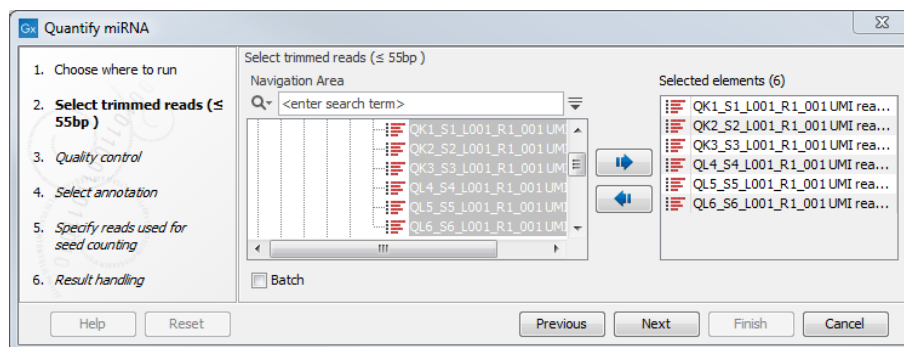 Gx Quantify miRNA
1. Choose where to run
2. Select trimmed reads (≤
55bp )
3. Quality control
4. Select annotation
5. Specify reads used for
seed counting
6. Result handling
Select trimmed reads (≤ 55bp )
Navigation Area
<enter search term>
QK1_S1_L001_R1_001 UMI
QK2_S2_L001_R1_001 UMI
QK3_S3_L001_R1_001 UMI
QL4_S4_L001_R1_001 UMI
QL5_S5_L001_R1_001 UMI
QL6_S6_L001_R1_001 UMI
Batch
Selected elements (6)
QK1_S1_L001_R1_001 UMI rea...
QK2_S2_L001_R1_001 UMI rea...
QK3_S3_L001_R1_001 UMI rea...
QL4_S4_L001_R1_001 UMI rea...
QL5_S5_L001_R1_001 UMI rea...
QL6_S6_L001_R1_001 UMI rea...
Help Reset Previous Next Finish Cancel